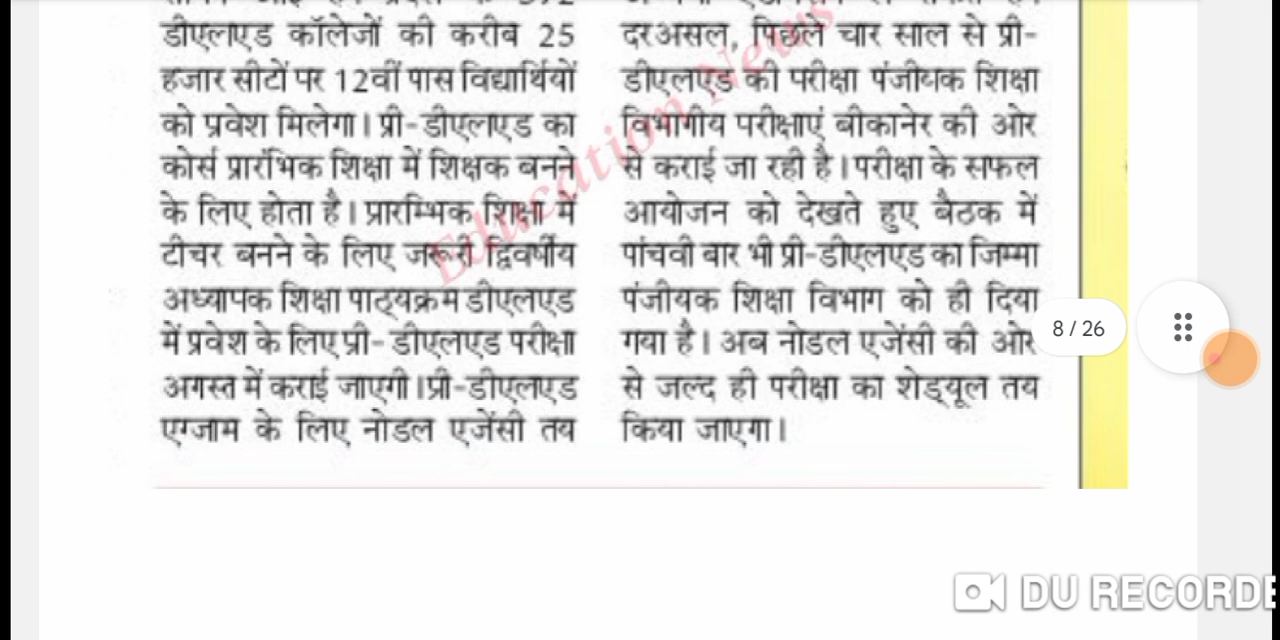 डीएलएड कॉलेजों की करीब 25
हजार सीटों पर 12वीं पास विद्यार्थियों
को प्रवेश मिलेगा। प्री-डीएलएड का
कोर्स प्रारंभिक शिक्षा में शिक्षक बनने
के लिए होता है। प्रारम्भिक शिक्षा में
टीचर बनने के लिए जरूरी द्विवर्षीय
अध्यापक शिक्षा पाठ्यक्रम डीएलएड
में प्रवेश के लिए प्री- डीएलएड परीक्षा
अगस्त में कराई जाएगी।प्री-डीएलएड
एग्जाम के लिए नोडल एजेंसी तय
दरअसल, पिछले चार साल से प्री-
डीएलएड की परीक्षा पंजीयक शिक्षा
विभागीय परीक्षाएं बीकानेर की ओर
से कराई जा रही है। परीक्षा के सफल
आयोजन को देखते हुए बैठक में
पांचवी बार भी प्री-डीएलएड का जिम्मा
पंजीयक शिक्षा विभाग को ही दिया
गया है। अब नोडल एजेंसी की ओर
से जल्द ही परीक्षा का शेड्यूल तय
किया जाएगा।
Education News
8 / 26
DU RECORDE